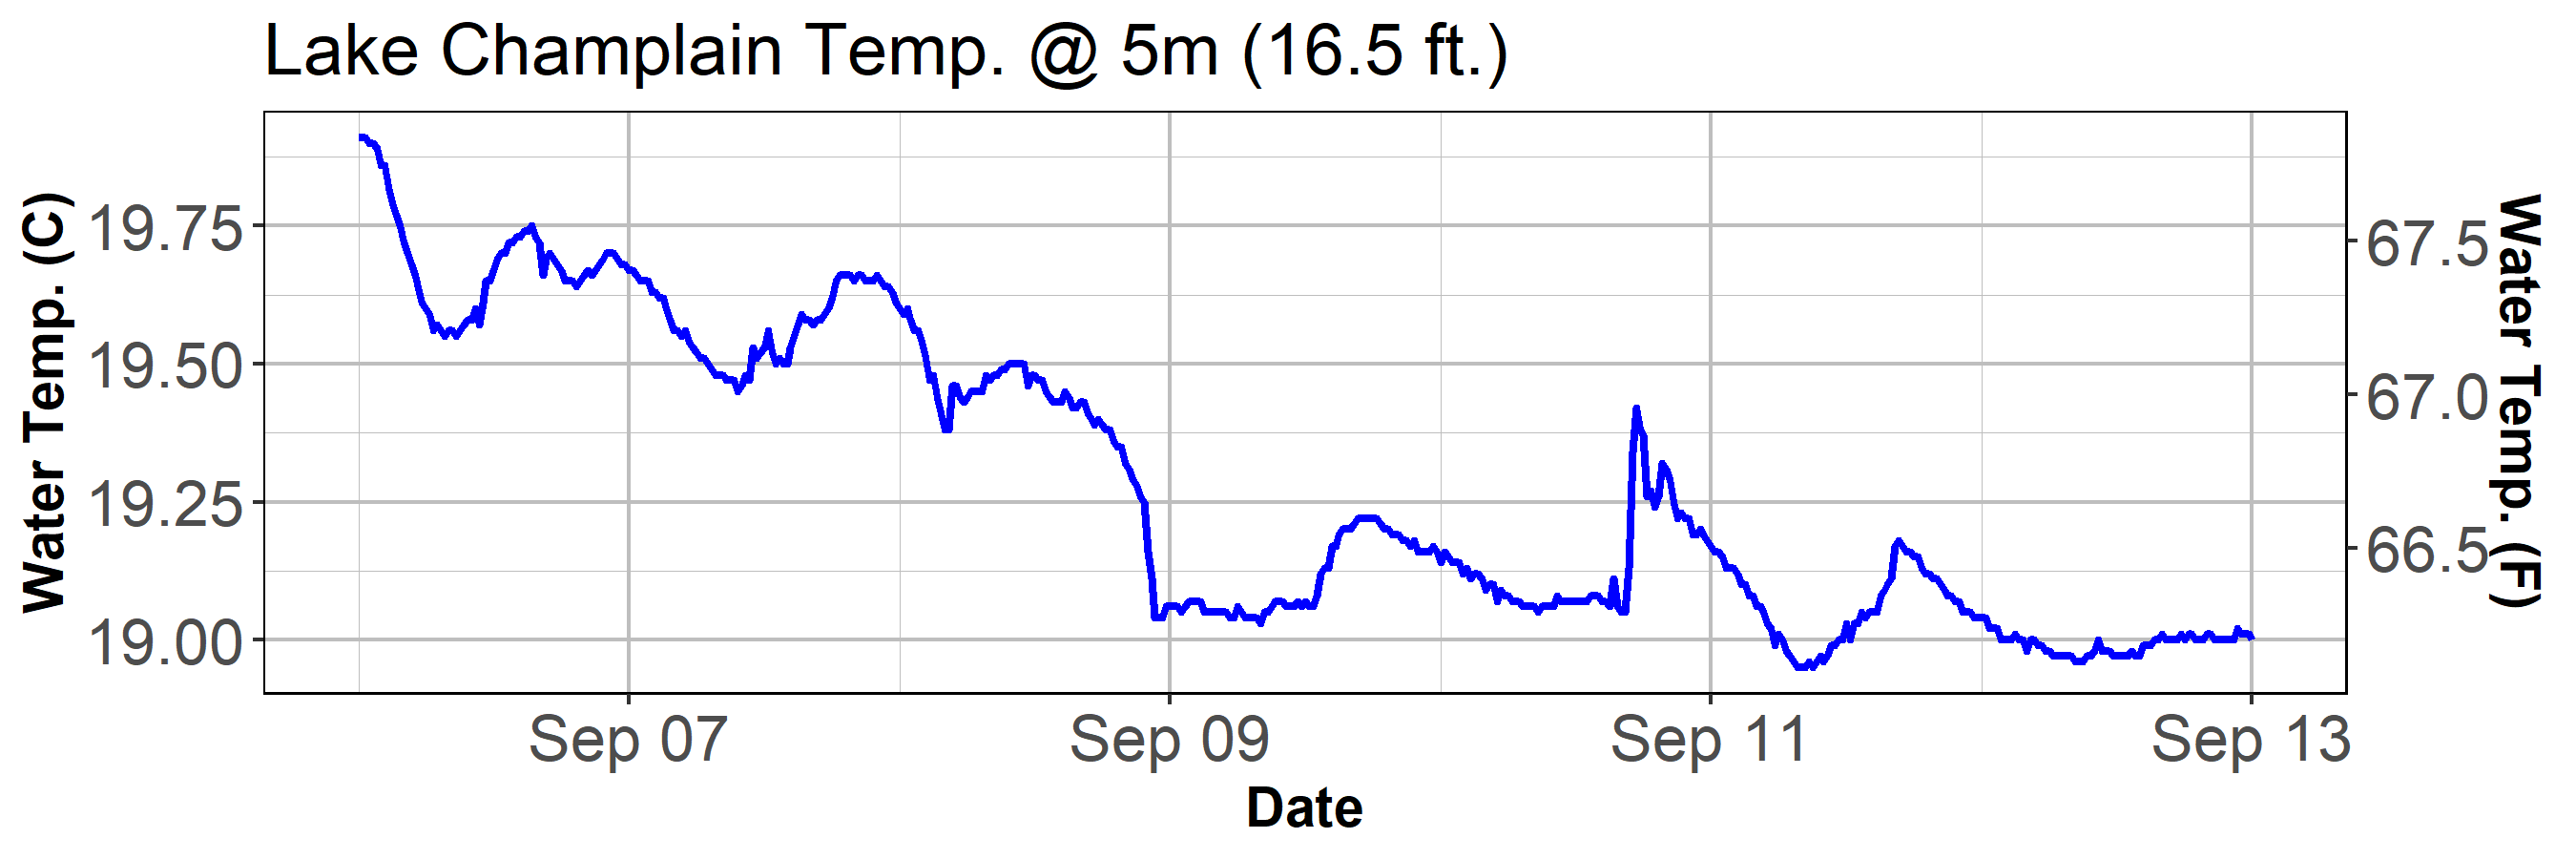 Lake Champlain Temp. @ 5m (16.5 ft.)
Water Temp. (C)
19.75
19.50
19.25
19.00
67.5
67.0
66.5
Water Temp. (F)
Sep 07
Sep 09
Sep 11
Sep 13
Date